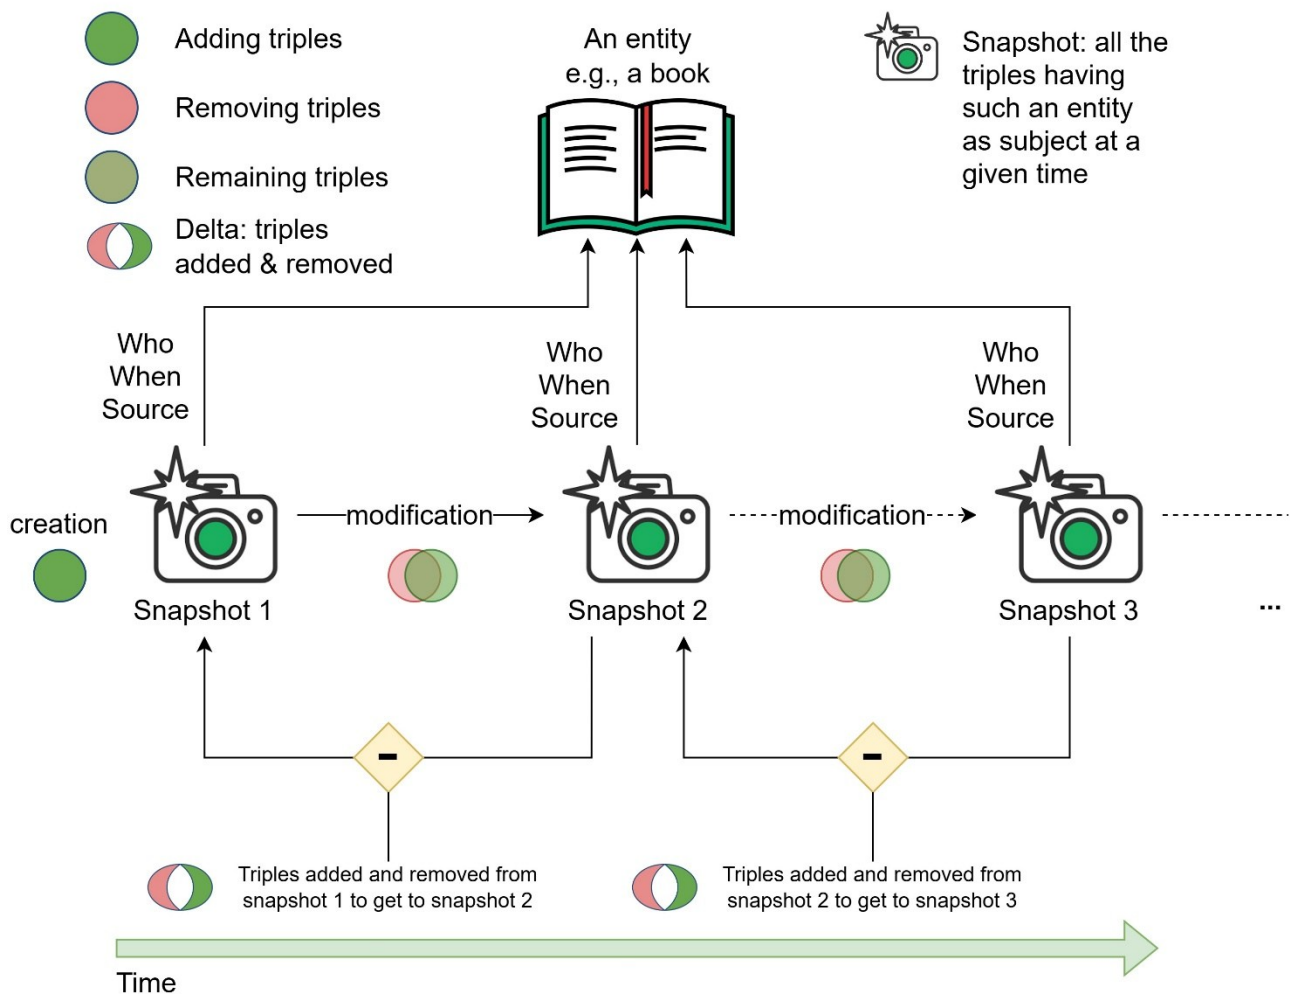 Adding triples
Removing triples
Remaining triples
Delta: triples
added & removed
An entity
e.g., a book
Snapshot: all the
triples having
such an entity
as subject at a
given time
Who
When
Source
Who
When
Source
Who
When
Source
creation
modification
modification
Snapshot 1
Snapshot 2
Snapshot 3
...
-
-
Triples added and removed from
snapshot 1 to get to snapshot 2
Triples added and removed from
snapshot 2 to get to snapshot 3
Time